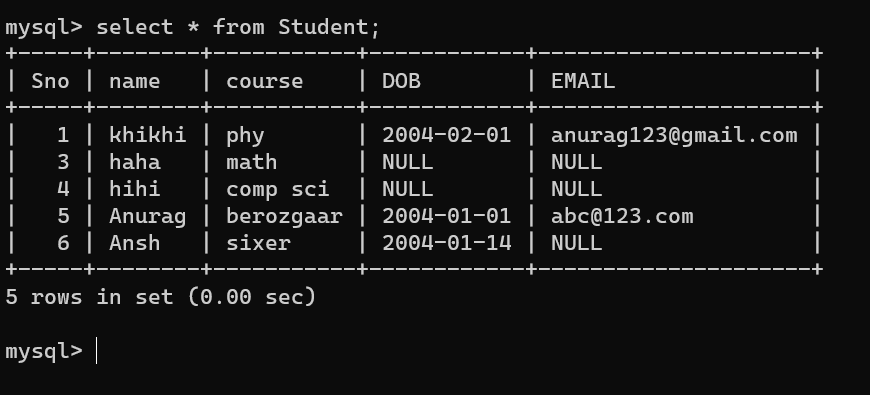 mysql> select * from Student;
+-----+--------+-----------+------------+---------------------+
| Sno | name   | course    | DOB        | EMAIL               |
+-----+--------+-----------+------------+---------------------+
|   1 | khikhi | phy       | 2004-02-01 | anurag123@gmail.com |
|   3 | haha   | math      | NULL       | NULL                |
|   4 | hihi   | comp sci  | NULL       | NULL                |
|   5 | Anurag | berozgaar | 2004-01-01 | abc@123.com         |
|   6 | Ansh   | sixer     | 2004-01-14 | NULL                |
+-----+--------+-----------+------------+---------------------+
5 rows in set (0.00 sec)
mysql>